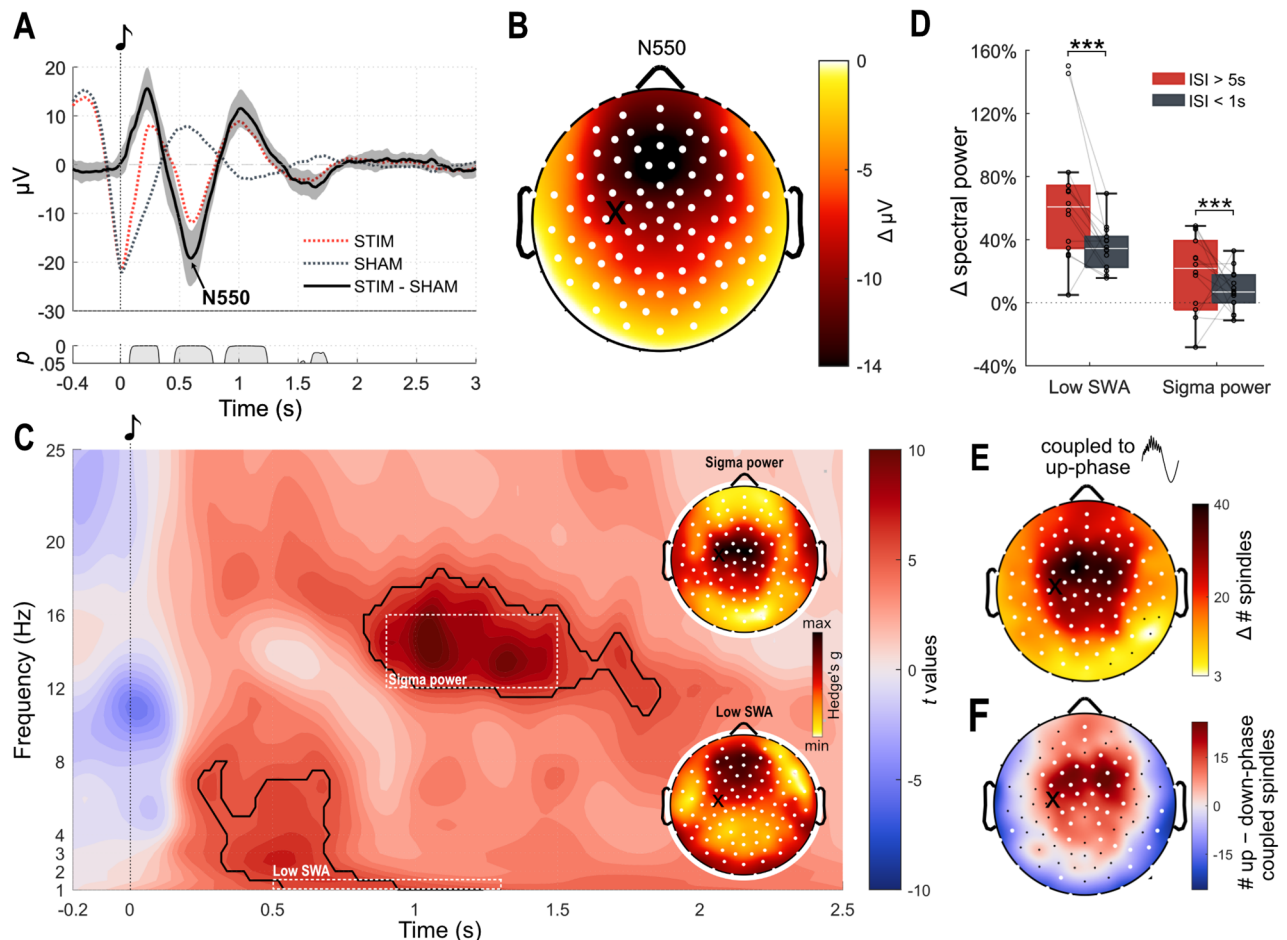 A
♪
20
10
0
-10
-20
-30
μV
STIM
SHAM
STIM - SHAM
N550
p
0
.05
-0.4
0
0.5
1
1.5
2
2.5
3
Time (s)
B
N550
X
0
-5
-10
-14
Δ μV
D
160%
120%
80%
40%
0%
-40%
Δ spectral power
***
***
ISI > 5s
ISI < 1s
Low SWA
Sigma power
C
♪
25
20
16
12
8
4
3
2
1
Frequency (Hz)
Sigma power
Low SWA
-0.2
0
0.5
1
1.5
2
2.5
Time (s)
Sigma power
X
max
Hedge's g
min
Low SWA
X
10
5
0
-5
-10
t values
E
coupled to
up-phase
X
40
20
3
Δ # spindles
F
X
15
0
-15
# up − down-phase
coupled spindles